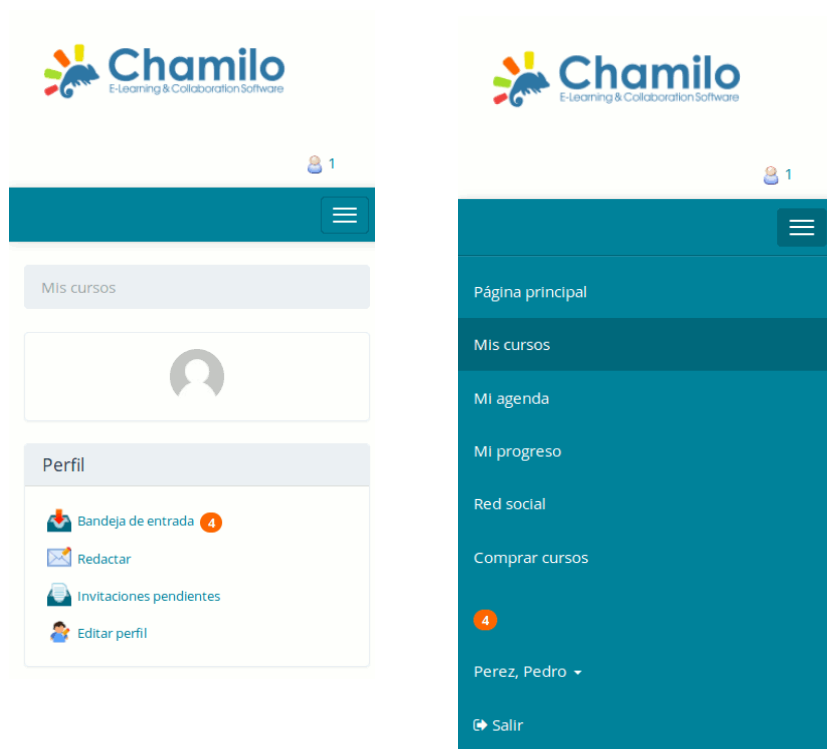 Chamilo
E-Learning & Collaboration Software
1
Mis cursos
Perfil
Bandeja de entrada 4
Redactar
Invitaciones pendientes
Editar perfil
Chamilo
E-Learning & Collaboration Software
1
Página principal
Mis cursos
Mi agenda
Mi progreso
Red social
Comprar cursos
4
Perez, Pedro
Salir